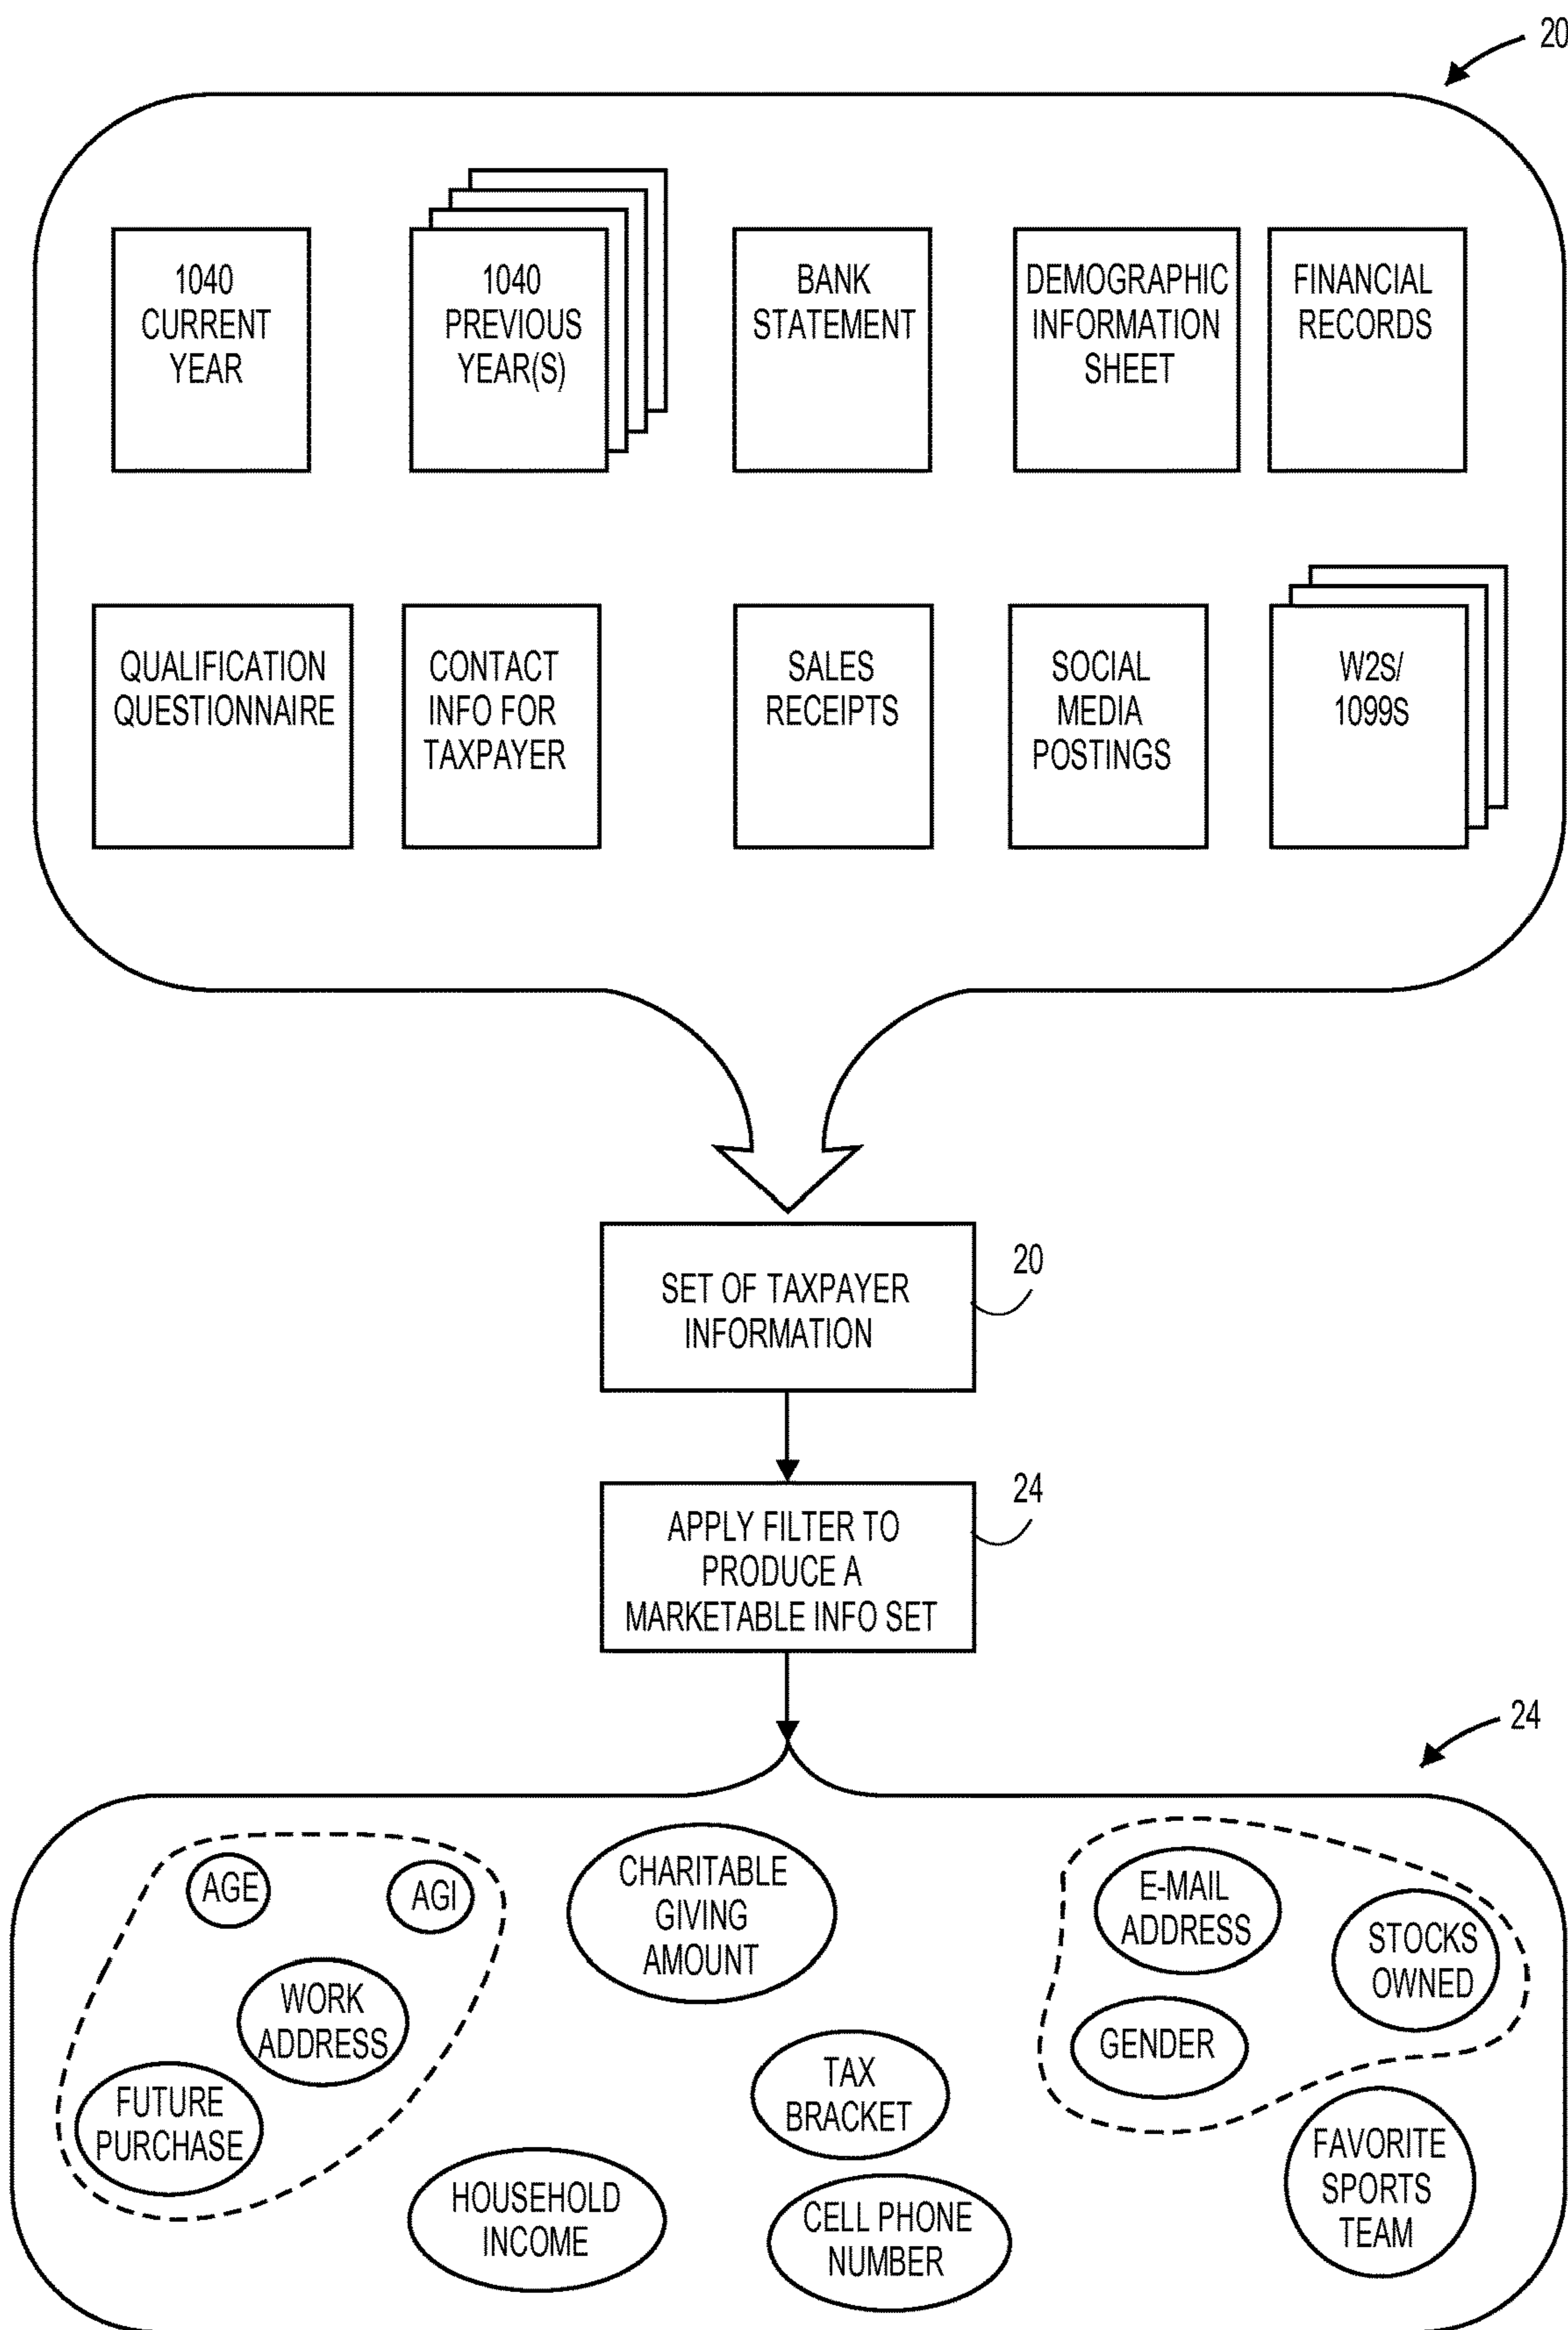 20
1040
CURRENT
YEAR
1040
PREVIOUS
YEAR(S)
BANK
STATEMENT
DEMOGRAPHIC
INFORMATION
SHEET
FINANCIAL
RECORDS
QUALIFICATION
QUESTIONNAIRE
CONTACT
INFO FOR
TAXPAYER
SALES
RECEIPTS
SOCIAL
MEDIA
POSTINGS
W2S/
1099S
SET OF TAXPAYER
INFORMATION
20
APPLY FILTER TO
PRODUCE A
MARKETABLE INFO SET
24
24
AGE
AGI
WORK
ADDRESS
FUTURE
PURCHASE
CHARITABLE
GIVING
AMOUNT
E-MAIL
ADDRESS
STOCKS
OWNED
GENDER
TAX
BRACKET
HOUSEHOLD
INCOME
CELL PHONE
NUMBER
FAVORITE
SPORTS
TEAM